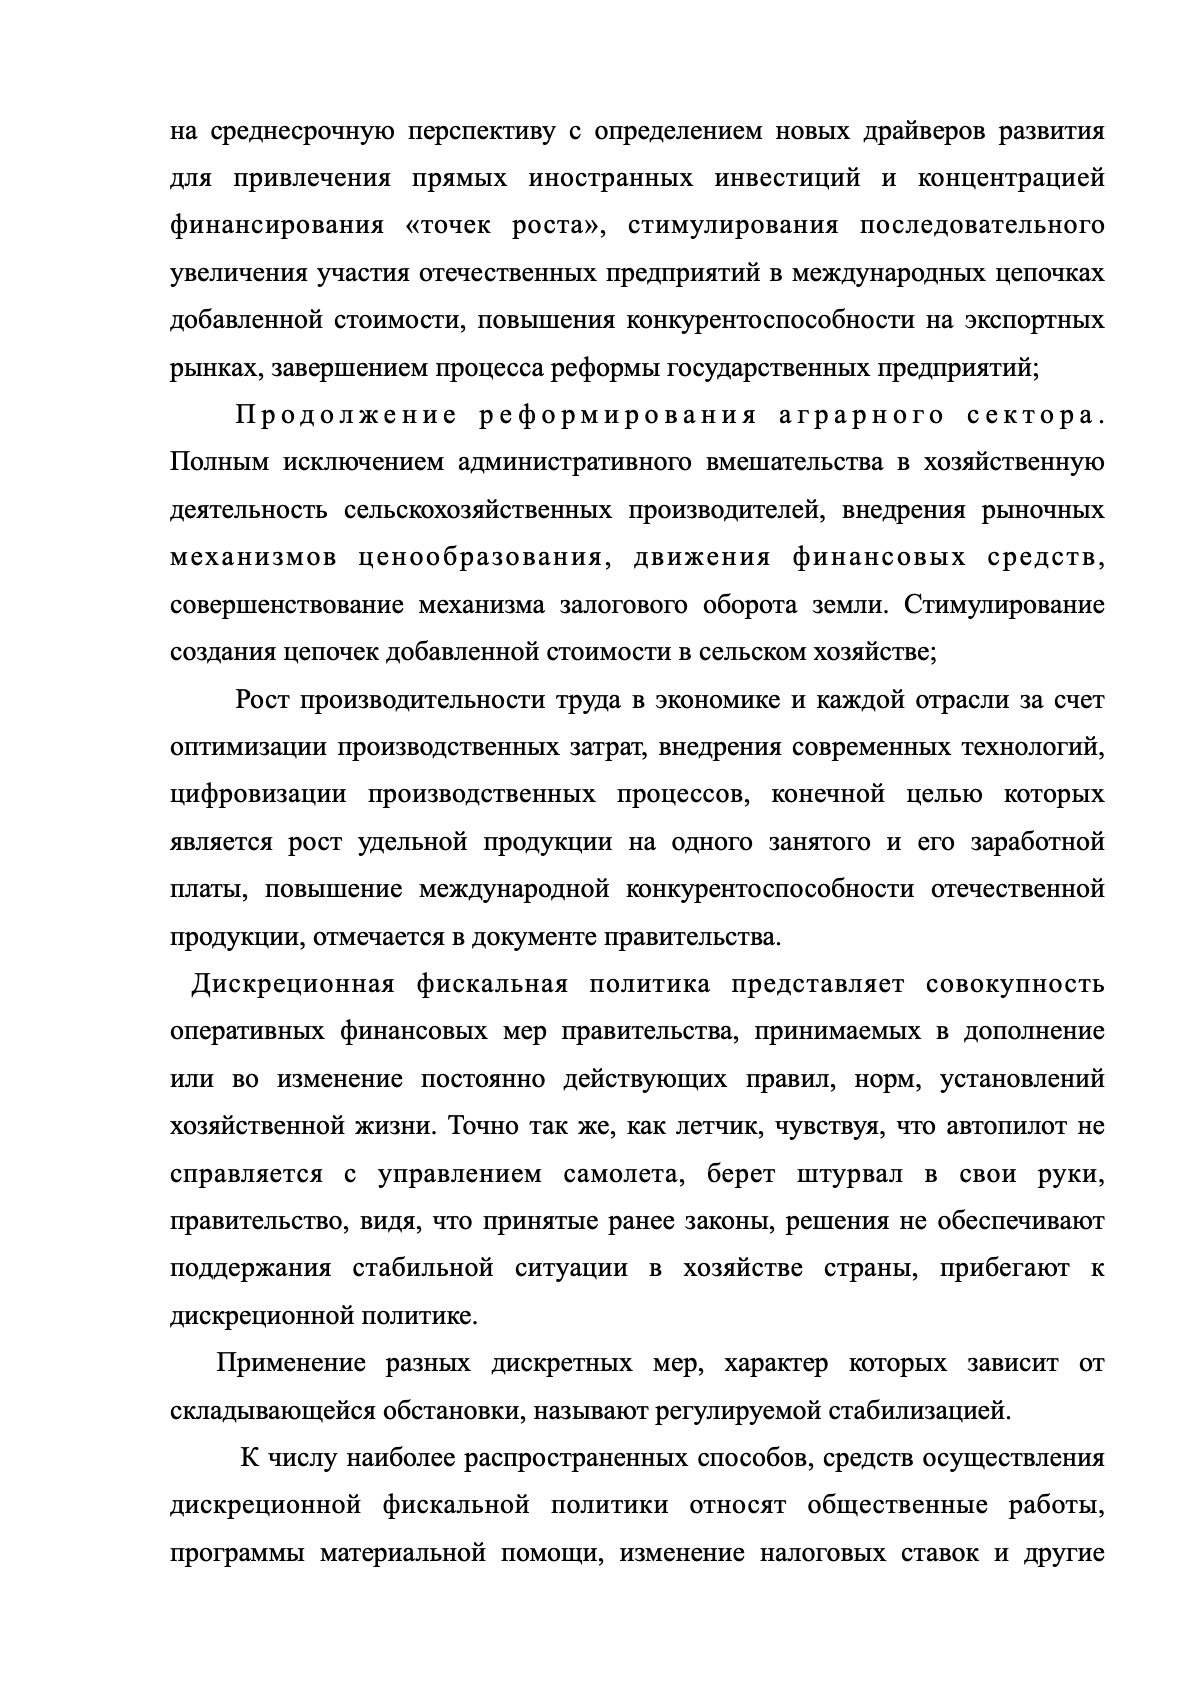 на среднесрочную перспективу с определением новых драйверов развития
для привлечения прямых иностранных инвестиций и концентрацией
финансирования «точек роста», стимулирования последовательного
увеличения участия отечественных предприятий в международных цепочках
добавленной стоимости, повышения конкурентоспособности на экспортных
рынках, завершением процесса реформы государственных предприятий;
Продолжение реформирования аграрного сектора.
Полным исключением административного вмешательства в хозяйственную
деятельность сельскохозяйственных производителей, внедрения рыночных
механизмов ценообразования, движения финансовых средств,
совершенствование механизма залогового оборота земли. Стимулирование
создания цепочек добавленной стоимости в сельском хозяйстве;
Рост производительности труда в экономике и каждой отрасли за счет
оптимизации производственных затрат, внедрения современных технологий,
цифровизации производственных процессов, конечной целью которых
является рост удельной продукции на одного занятого и его заработной
платы, повышение международной конкурентоспособности отечественной
продукции, отмечается в документе правительства.
Дискреционная фискальная политика представляет совокупность
оперативных финансовых мер правительства, принимаемых в дополнение
или во изменение постоянно действующих правил, норм, установлений
хозяйственной жизни. Точно так же, как летчик, чувствуя, что автопилот не
справляется с управлением самолета, берет штурвал в свои руки,
правительство, видя, что принятые ранее законы, решения не обеспечивают
поддержания стабильной ситуации в хозяйстве страны, прибегают к
дискреционной политике.
Применение разных дискретных мер, характер которых зависит от
складывающейся обстановки, называют регулируемой стабилизацией.
К числу наиболее распространенных способов, средств осуществления
дискреционной фискальной политики относят общественные работы,
программы материальной помощи, изменение налоговых ставок и другие